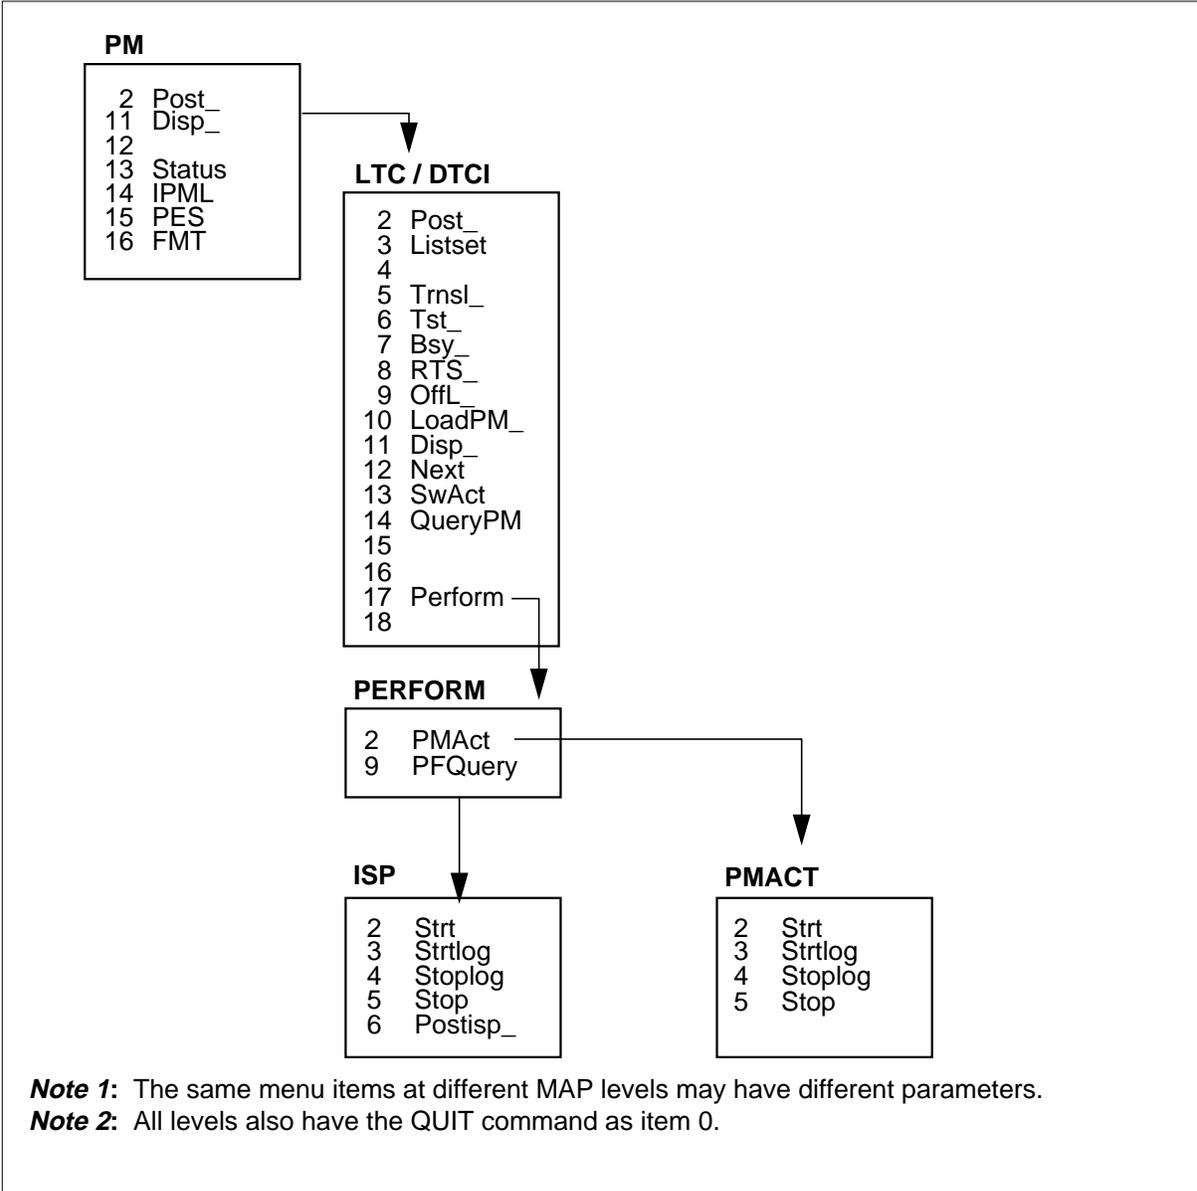 PM
2 Post_
11 Disp_
12
13 Status
14 IPML
15 PES
16 FMT
LTC / DTCI
2 Post_
3 Listset
4
5 Trnsl_
6 Tst_
7 Bsy_
8 RTS_
9 OffL_
10 LoadPM_
11 Disp_
12 Next
13 SwAct
14 QueryPM
15
16
17 Perform
18
PERFORM
2 PMAct
9 PFQuery
ISP
2 Strt
3 Strtlog
4 Stoplog
5 Stop
6 Postisp_
PMACT
2 Strt
3 Strtlog
4 Stoplog
5 Stop
Note 1: The same menu items at different MAP levels may have different parameters.
Note 2: All levels also have the QUIT command as item 0.